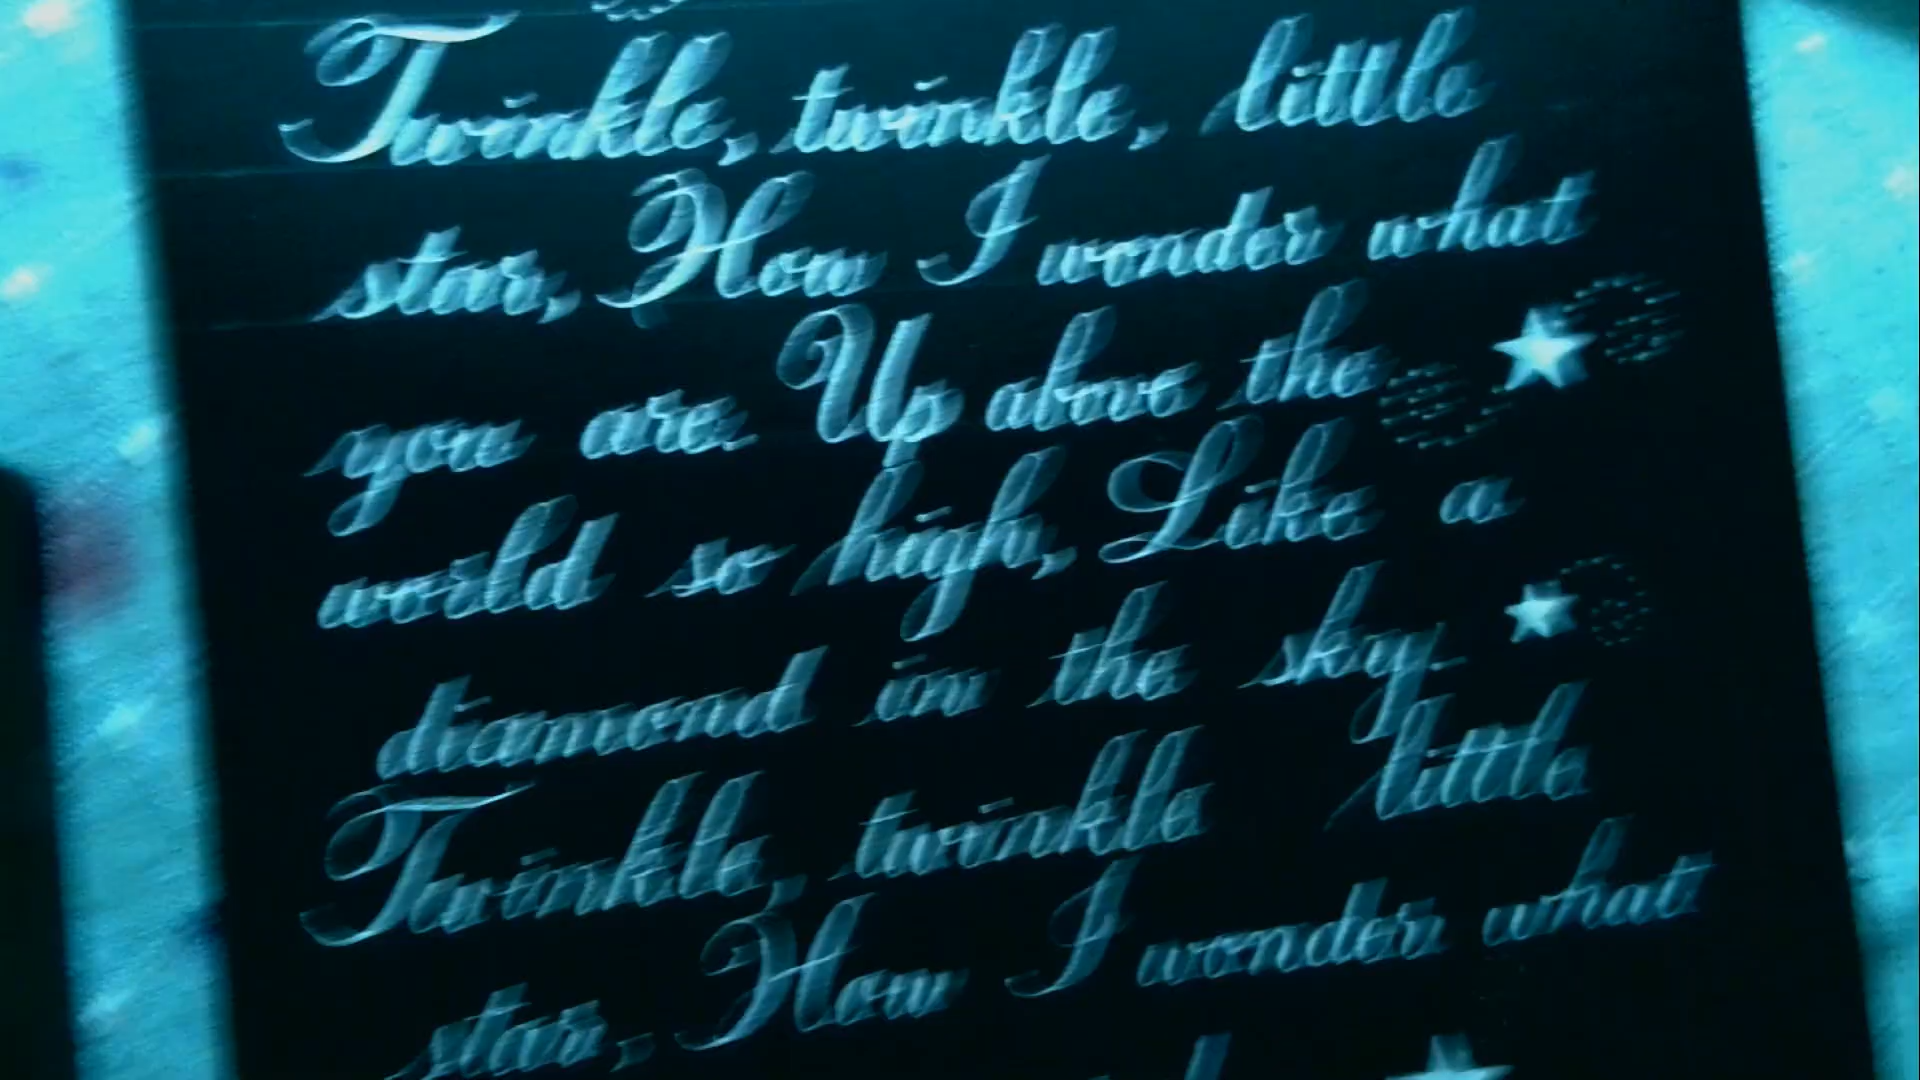 Twinkle, twinkle, little
star, How I wonder what
you are. Up above the
world so high, Like a
diamond in the sky.
Twinkle, twinkle little
star, How I wonder what